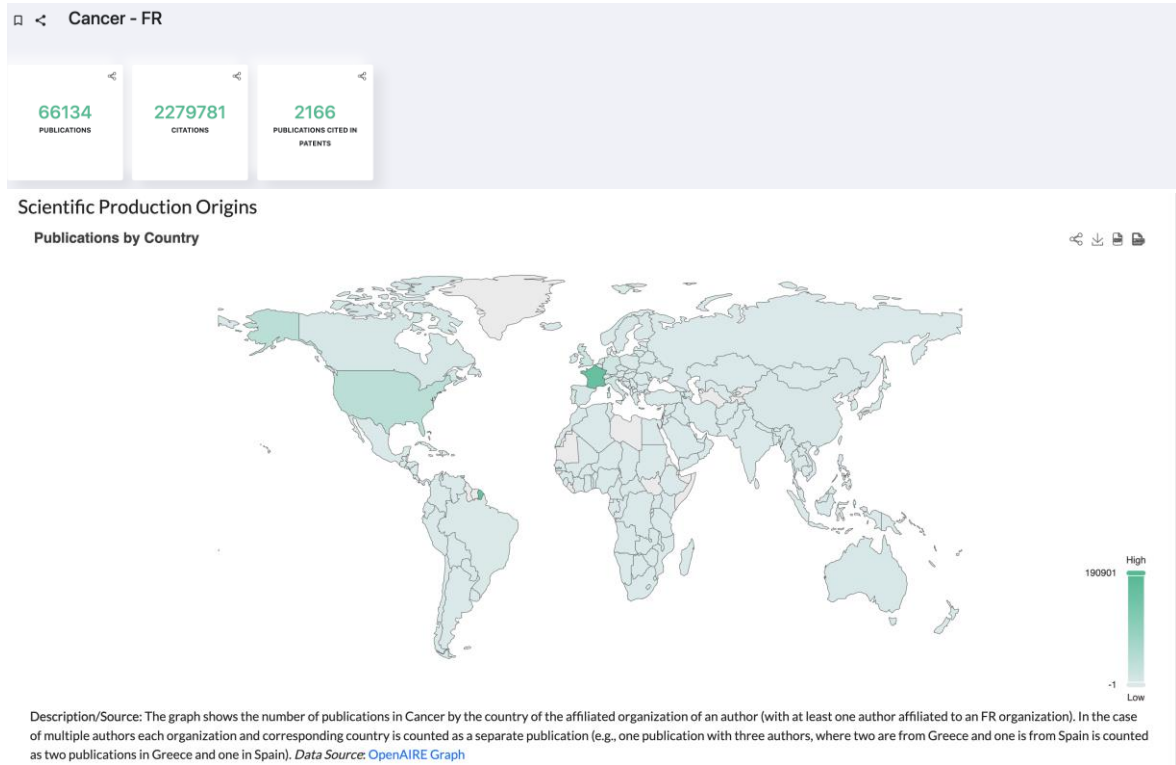 Cancer - FR
66134
PUBLICATIONS
2279781
CITATIONS
2166
PUBLICATIONS CITED IN
PATENTS
Scientific Production Origins
Publications by Country
High
190901
-1
Low
Description/Source: The graph shows the number of publications in Cancer by the country of the affiliated organization of an author (with at least one author affiliated to an FR organization). In the case
of multiple authors each organization and corresponding country is counted as a separate publication (e.g., one publication with three authors, where two are from Greece and one is from Spain is counted
as two publications in Greece and one in Spain). Data Source: OpenAIRE Graph